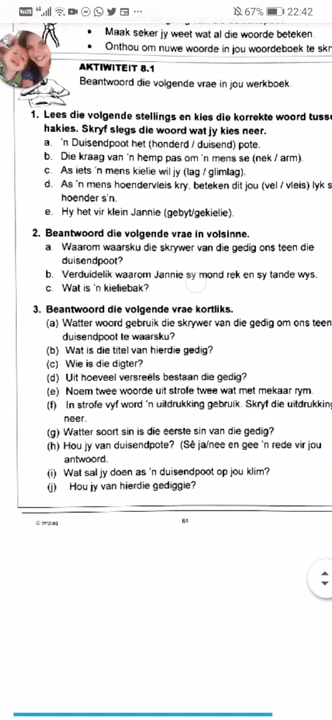 67% 22:42
Maak seker jy weet wat al die woorde beteken.
Onthou om nuwe woorde in jou woordeboek te skr
AKTIWITEIT 8.1
Beantwoord die volgende vrae in jou werkboek.
1. Lees die volgende stellings en kies die korrekte woord tusse
hakies. Skryf slegs die woord wat jy kies neer.
a. 'n Duisendpoot het (honderd / duisend) pote.
b. Die kraag van 'n hemp pas om 'n mens se (nek / arm).
c. As iets 'n mens kielie wil jy (lag / glimlag).
d. As 'n mens hoendervleis kry, beteken dit jou (vel / vleis) lyk s
hoender s'n.
e. Hy het vir klein Jannie (gebyt/gekielie).
2. Beantwoord die volgende vrae in volsinne.
a. Waarom waarsku die skrywer van die gedig ons teen die
duisendpoot?
b. Verduidelik waarom Jannie sy mond rek en sy tande wys.
c. Wat is 'n kieliebak?
3. Beantwoord die volgende vrae kortliks.
(a) Watter woord gebruik die skrywer van die gedig om ons teen
duisendpoot te waarsku?
(b) Wat is die titel van hierdie gedig?
(c) Wie is die digter?
(d) Uit hoeveel versreëls bestaan die gedig?
(e) Noem twee woorde uit strofe twee wat met mekaar rym.
(f) In strofe vyf word 'n uitdrukking gebruik. Skryf die uitdrukking
neer.
(g) Watter soort sin is die eerste sin van die gedig?
(h) Hou jy van duisendpote? (Sê ja/nee en gee 'n rede vir jou
antwoord.
(i) Wat sal jy doen as 'n duisendpoot op jou klim?
(j) Hou jy van hierdie gediggie?
© Impaq
61